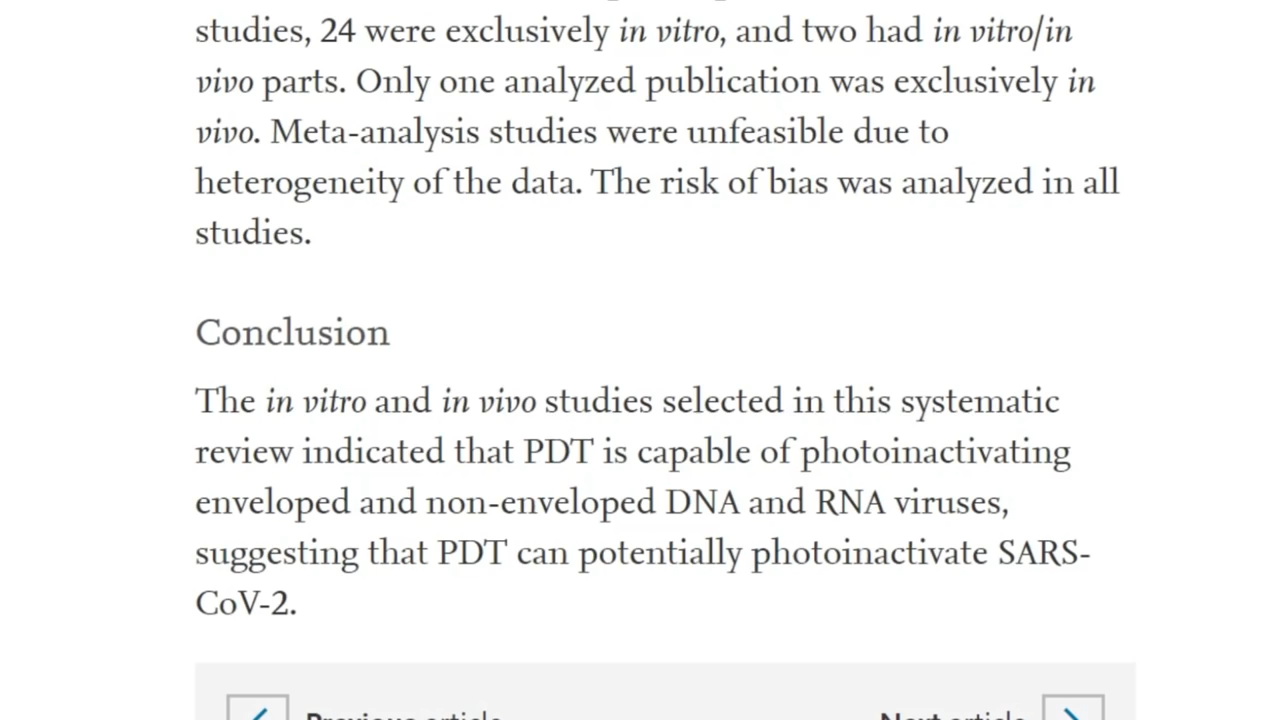 studies, 24 were exclusively in vitro, and two had in vitro/in
vivo parts. Only one analyzed publication was exclusively in
vivo. Meta-analysis studies were unfeasible due to
heterogeneity of the data. The risk of bias was analyzed in all
studies.
Conclusion
The in vitro and in vivo studies selected in this systematic
review indicated that PDT is capable of photoinactivating
enveloped and non-enveloped DNA and RNA viruses,
suggesting that PDT can potentially photoinactivate SARS-
CoV-2.
Previous article Next article